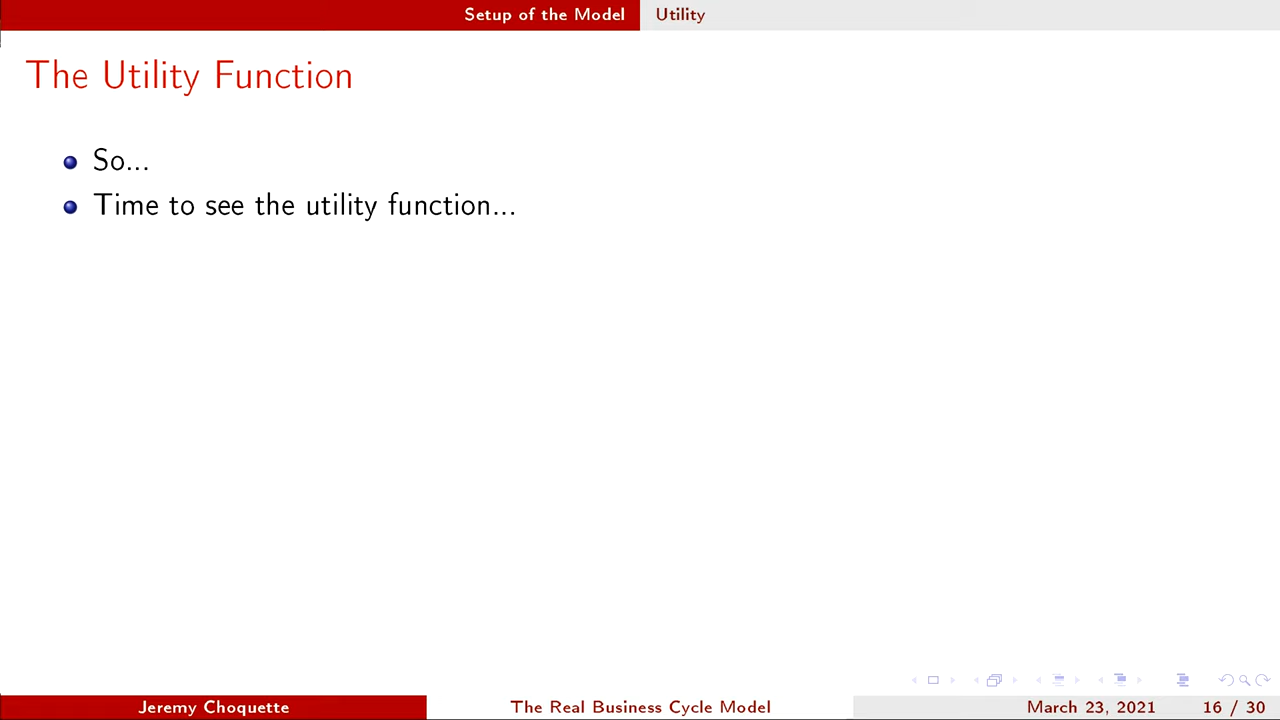 Setup of the Model Utility
The Utility Function
So...
Time to see the utility function...
Jeremy Choquette The Real Business Cycle Model March 23, 2021 16 / 30